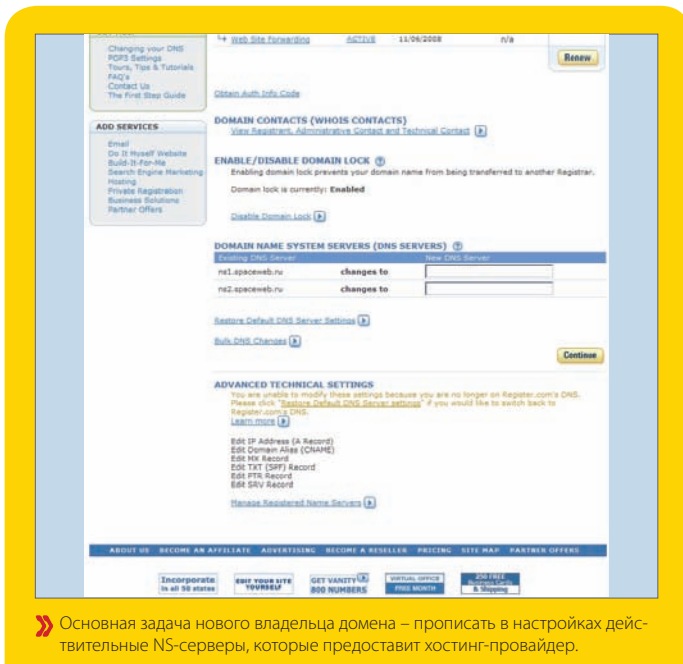 Changing your DNS
POP3 Settings
Tours, Tips & Tutorials
FAQ's
Contact Us
The First Step Guide
ADD SERVICES
Email
Do It Myself Website
Build-It-For-Me
Search Engine Marketing
Hosting
Private Registration
Business Solutions
Partner Offers
Web Site Forwarding ACTIVE 11/06/2008 n/a
Renew
Obtain Auth Info Code
DOMAIN CONTACTS (WHOIS CONTACTS)
View Registrant, Administrative Contact and Technical Contact
ENABLE/DISABLE DOMAIN LOCK
Enabling domain lock prevents your domain name from being transferred to another Registrar.
Domain lock is currently: Enabled
Disable Domain Lock
DOMAIN NAME SYSTEM SERVERS (DNS SERVERS)
Existing DNS Server New DNS Server
ns1.spaceweb.ru changes to
ns2.spaceweb.ru changes to
Restore Default DNS Server Settings
Bulk DNS Changes
Continue
ADVANCED TECHNICAL SETTINGS
You are unable to modify these settings because you are no longer on Register.com's DNS.
Please click "Restore Default DNS Server settings" if you would like to switch back to
Register.com's DNS.
Learn more
Edit IP Address (A Record)
Edit Domain Alias (CNAME)
Edit MX Record
Edit TXT (SPF) Record
Edit PTR Record
Edit SRV Record
Manage Registered Name Servers
ABOUT US BECOME AN AFFILIATE ADVERTISING BECOME A RESELLER PRICING SITE MAP PARTNER OFFERS
Incorporate
in all 50 states
EDIT YOUR SITE
YOURSELF
GET VANITY
800 NUMBERS
VIRTUAL OFFICE
FREE MONTH
250 FREE
Business Cards
& Shipping
Основная задача нового владельца домена – прописать в настройках дейс-
твительные NS-серверы, которые предоставит хостинг-провайдер.